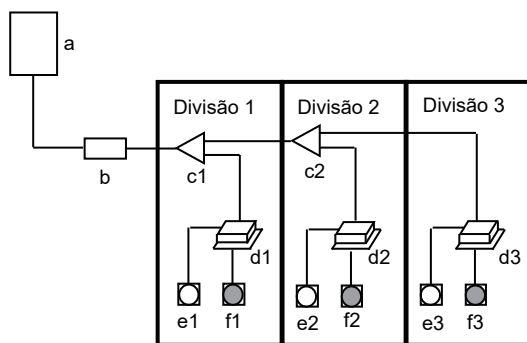 a
Divisão 1 Divisão 2 Divisão 3
b
c1 c2
d1 d2 d3
e1 f1 e2 f2 e3 f3